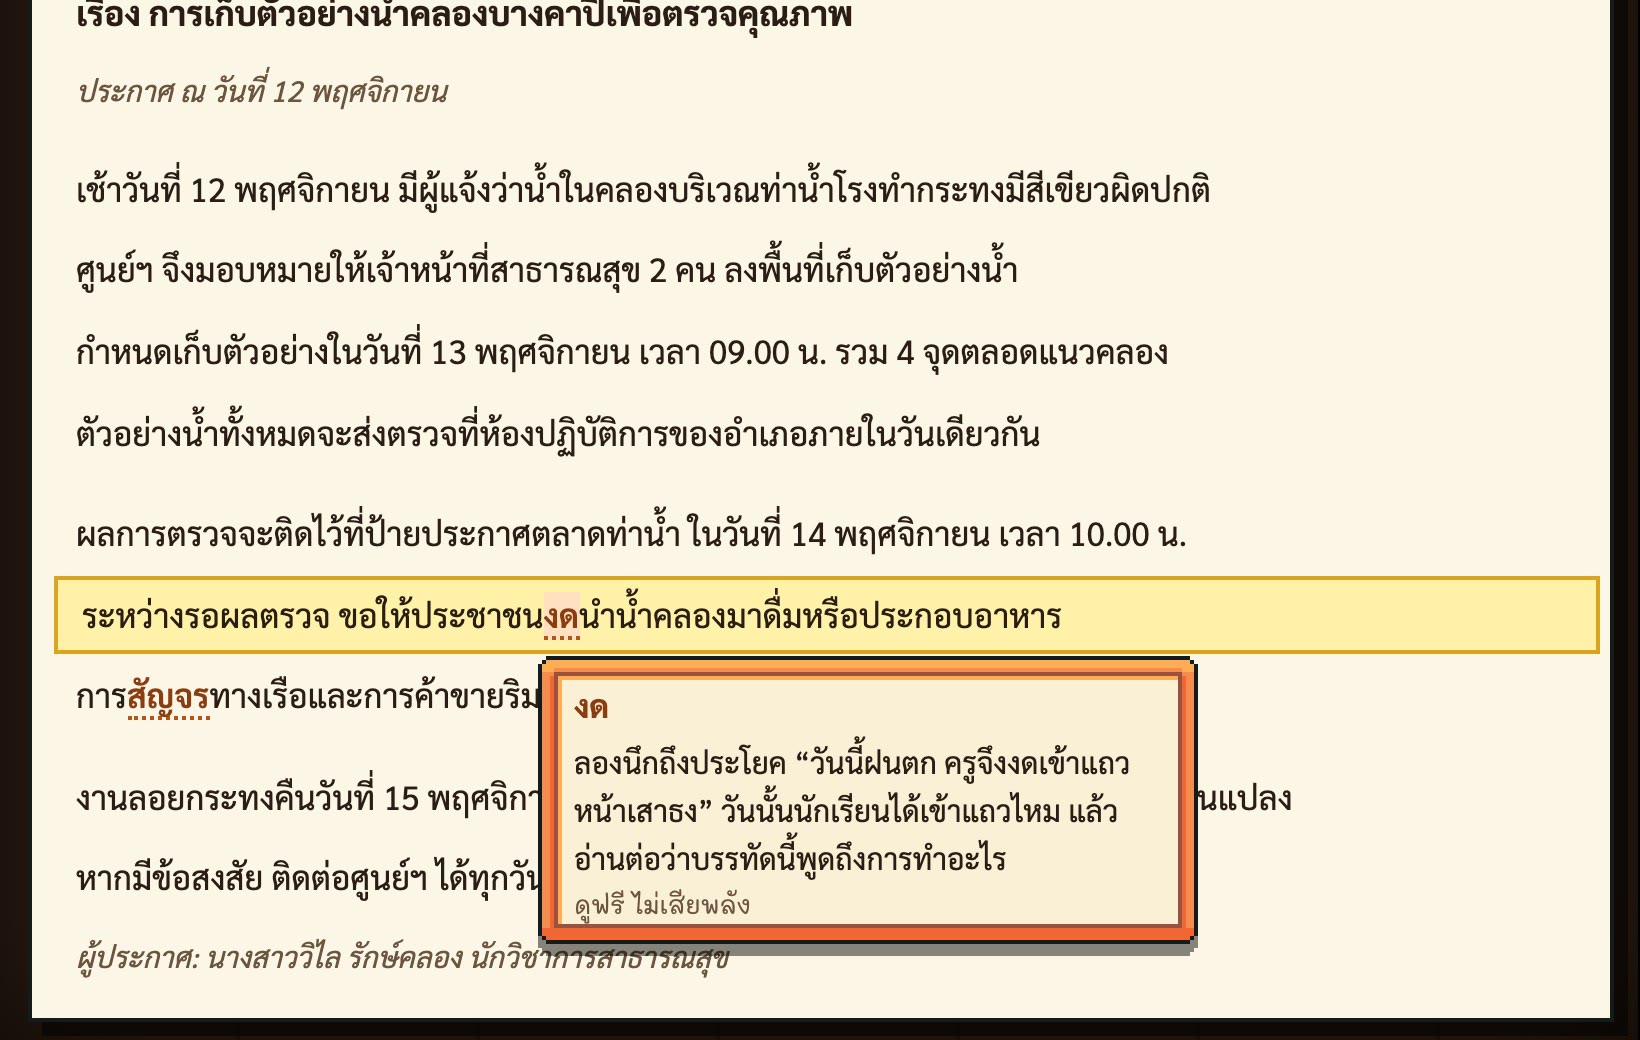 เรื่อง การเก็บตัวอย่างน้ำคลองบางคาปี่เพื่อตรวจคุณภาพ
ประกาศ ณ วันที่ 12 พฤศจิกายน
เช้าวันที่ 12 พฤศจิกายน มีผู้แจ้งว่าน้ำในคลองบริเวณท่าน้ำโรงทำกระทงมีสีเขียวผิดปกติ
ศูนย์ฯ จึงมอบหมายให้เจ้าหน้าที่สาธารณสุข 2 คน ลงพื้นที่เก็บตัวอย่างน้ำ
กำหนดเก็บตัวอย่างในวันที่ 13 พฤศจิกายน เวลา 09.00 น. รวม 4 จุดตลอดแนวคลอง
ตัวอย่างน้ำทั้งหมดจะส่งตรวจที่ห้องปฏิบัติการของอำเภอภายในวันเดียวกัน
ผลการตรวจจะติดไว้ที่ป้ายประกาศตลาดท่าน้ำ ในวันที่ 14 พฤศจิกายน เวลา 10.00 น.
ระหว่างรอผลตรวจ ขอให้ประชาชนงดนำน้ำคลองมาดื่มหรือประกอบอาหาร
การสัญจรทางเรือและการค้าขายริม
งด
ลองนึกถึงประโยค “วันนี้ฝนตก ครูจึงงดเข้าแถว
หน้าเสาธง” วันนั้นนักเรียนได้เข้าแถวไหม แล้ว
อ่านต่อว่าบรรทัดนี้พูดถึงการทำอะไร
ดูฟรี ไม่เสียพลัง
งานลอยกระทงคืนวันที่ 15 พฤศจิกา นแปลง
หากมีข้อสงสัย ติดต่อศูนย์ฯ ได้ทุกวัน
ผู้ประกาศ: นางสาววิไล รักษ์คลอง นักวิชาการสาธารณสุข